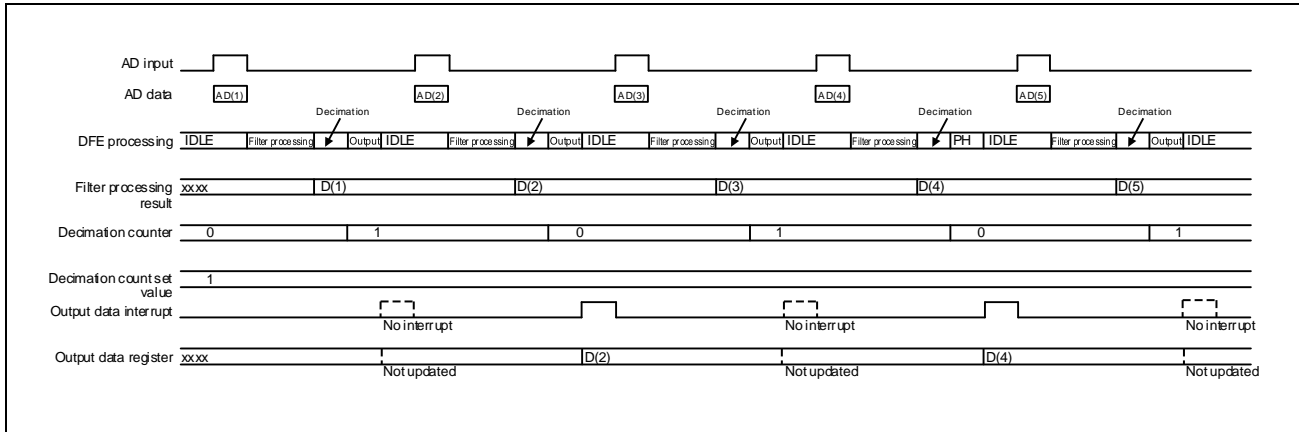 AD input
AD data AD(1) AD(2) AD(3) AD(4) AD(5)
Decimation Decimation Decimation Decimation Decimation
DFE processing IDLE Filter processing Output IDLE Filter processing Output IDLE Filter processing Output IDLE Filter processing PH IDLE Filter processing Output IDLE
Filter processing result xxxx D(1) D(2) D(3) D(4) D(5)
Decimation counter 0 1 0 1 0 1
Decimation count set value 1
Output data interrupt
No interrupt No interrupt No interrupt
Output data register xxxx D(2) D(4)
Not updated Not updated Not updated